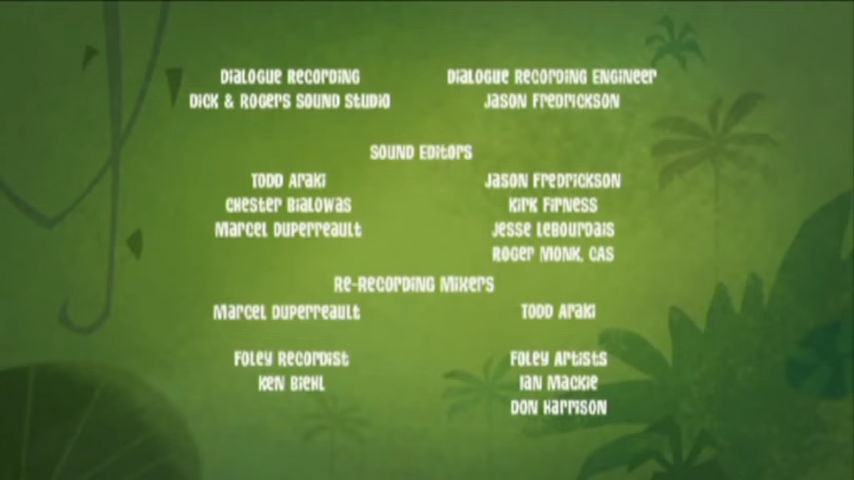 Dialogue Recording
Dick & Rogers Sound Studio
Dialogue Recording Engineer
Jason Fredrickson
Sound Editors
Todd Araki
Chester Bialowas
Marcel Duperreault
Jason Fredrickson
Kirk Firness
Jesse LeBourdais
Roger Monk, CAS
Re-Recording Mixers
Marcel Duperreault
Todd Araki
Foley Recordist
Ken Biehl
Foley Artists
Ian Mackie
Don Harrison